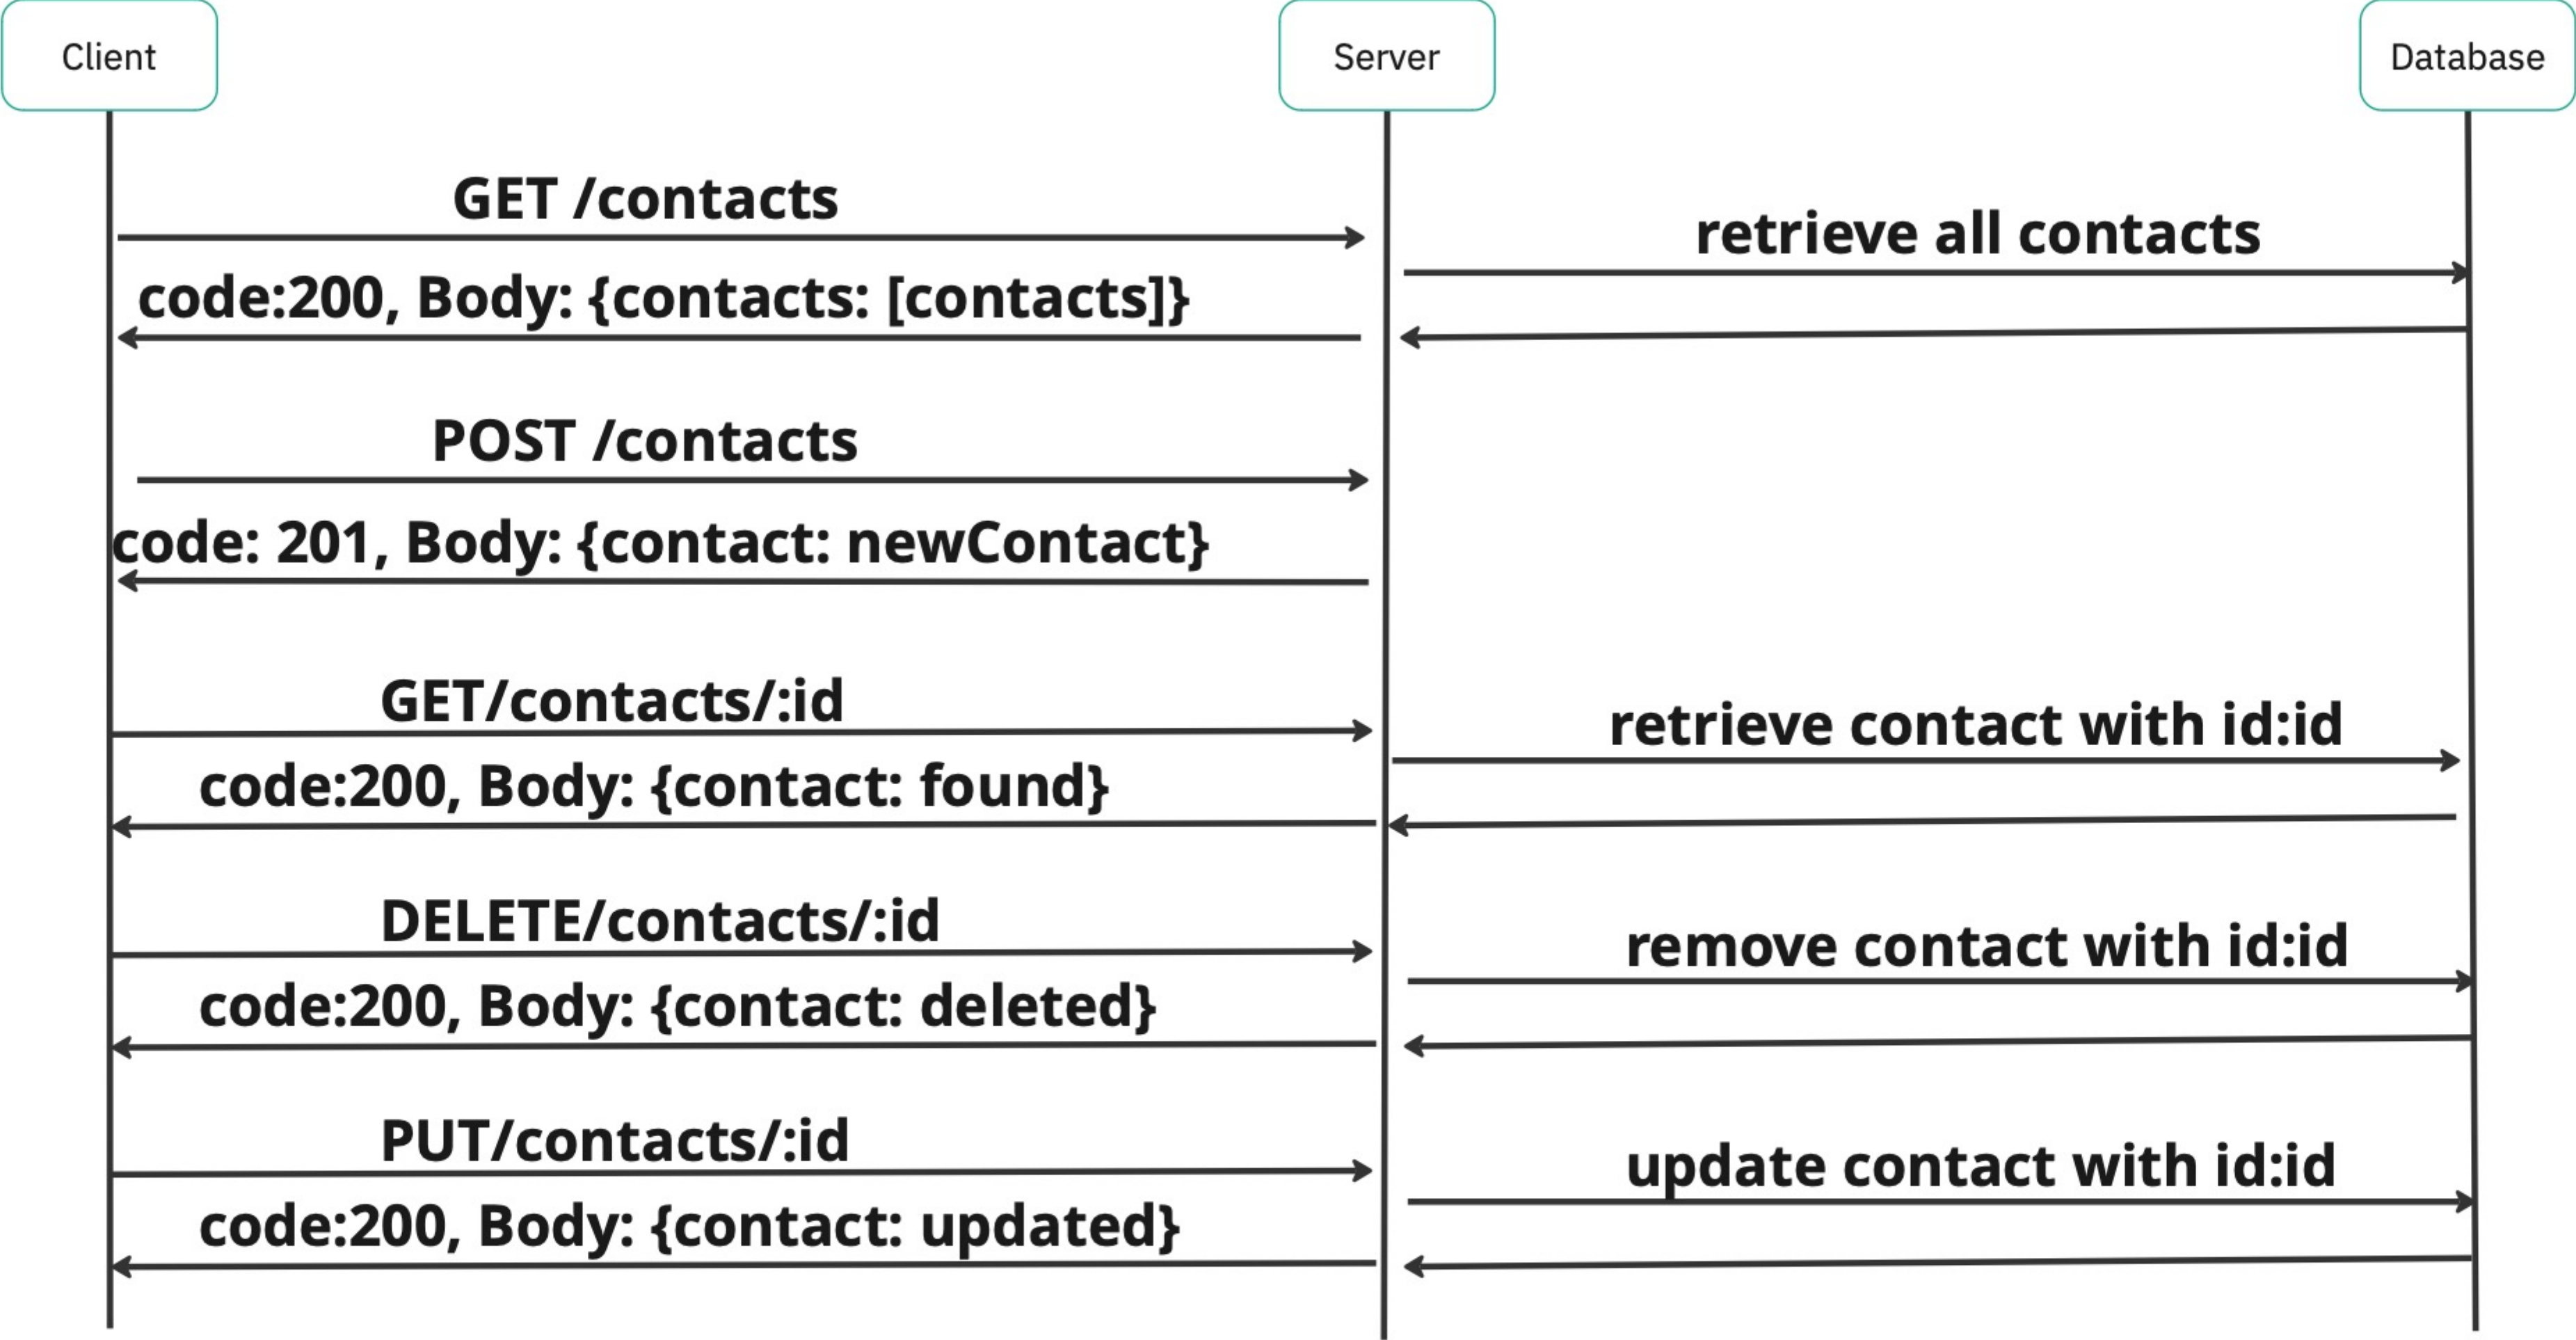 Client
Server
Database
GET /contacts
retrieve all contacts
code:200, Body: {contacts: [contacts]}
POST /contacts
code: 201, Body: {contact: newContact}
GET/contacts/:id
retrieve contact with id:id
code:200, Body: {contact: found}
DELETE/contacts/:id
remove contact with id:id
code:200, Body: {contact: deleted}
PUT/contacts/:id
update contact with id:id
code:200, Body: {contact: updated}